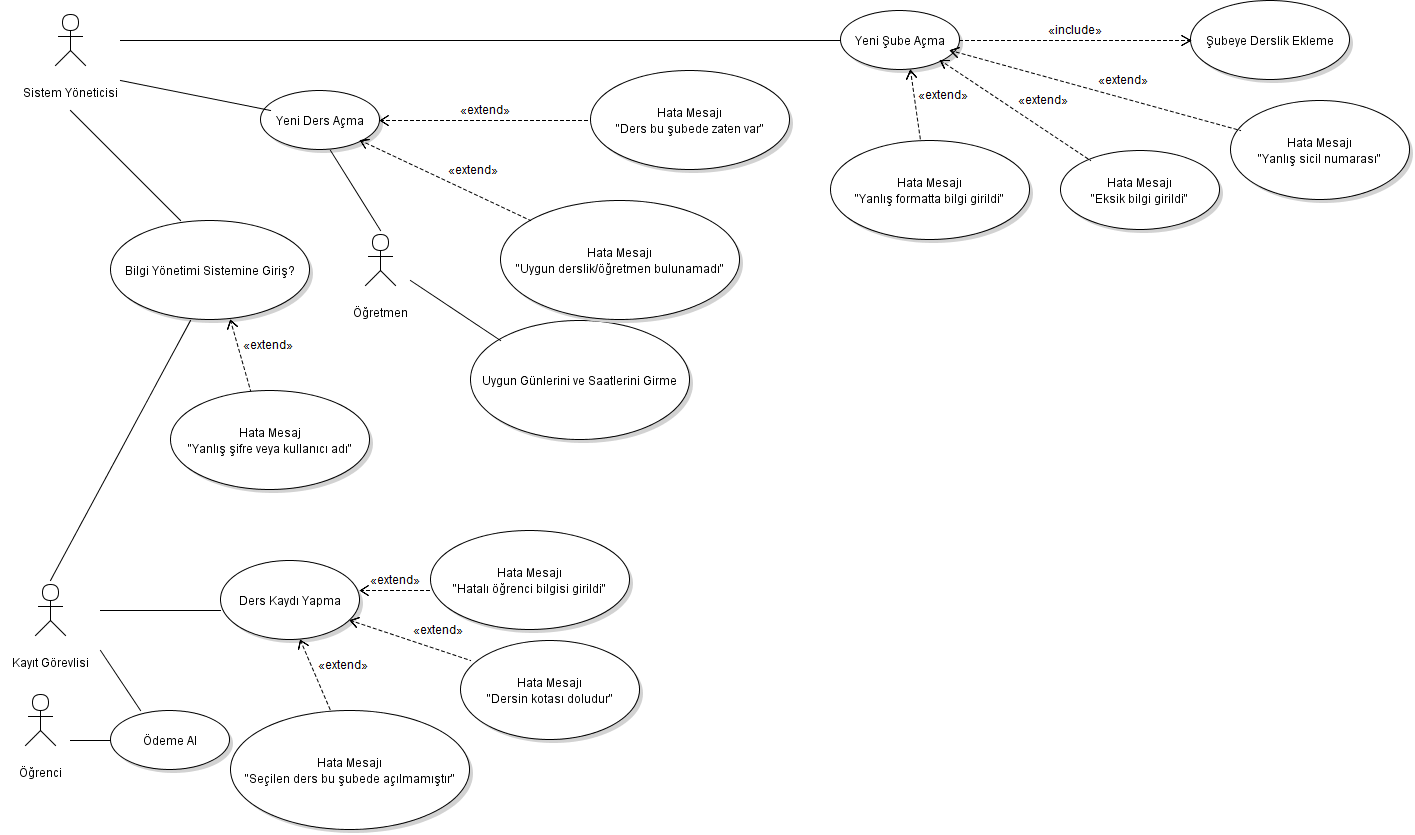 Sistem Yöneticisi
Yeni Şube Açma
«include»
Şubeye Derslik Ekleme
«extend»
«extend»
«extend»
Hata Mesajı
"Yanlış formatta bilgi girildi"
Hata Mesajı
"Eksik bilgi girildi"
Hata Mesajı
"Yanlış sicil numarası"
Yeni Ders Açma
«extend»
Hata Mesajı
"Ders bu şubede zaten var"
«extend»
Hata Mesajı
"Uygun derslik/öğretmen bulunamadı"
Öğretmen
Uygun Günlerini ve Saatlerini Girme
Bilgi Yönetimi Sistemine Giriş?
«extend»
Hata Mesaj
"Yanlış şifre veya kullanıcı adı"
Kayıt Görevlisi
Ders Kaydı Yapma
«extend»
Hata Mesajı
"Hatalı öğrenci bilgisi girildi"
«extend»
Hata Mesajı
"Dersin kotası doludur"
«extend»
Hata Mesajı
"Seçilen ders bu şubede açılmamıştır"
Ödeme Al
Öğrenci